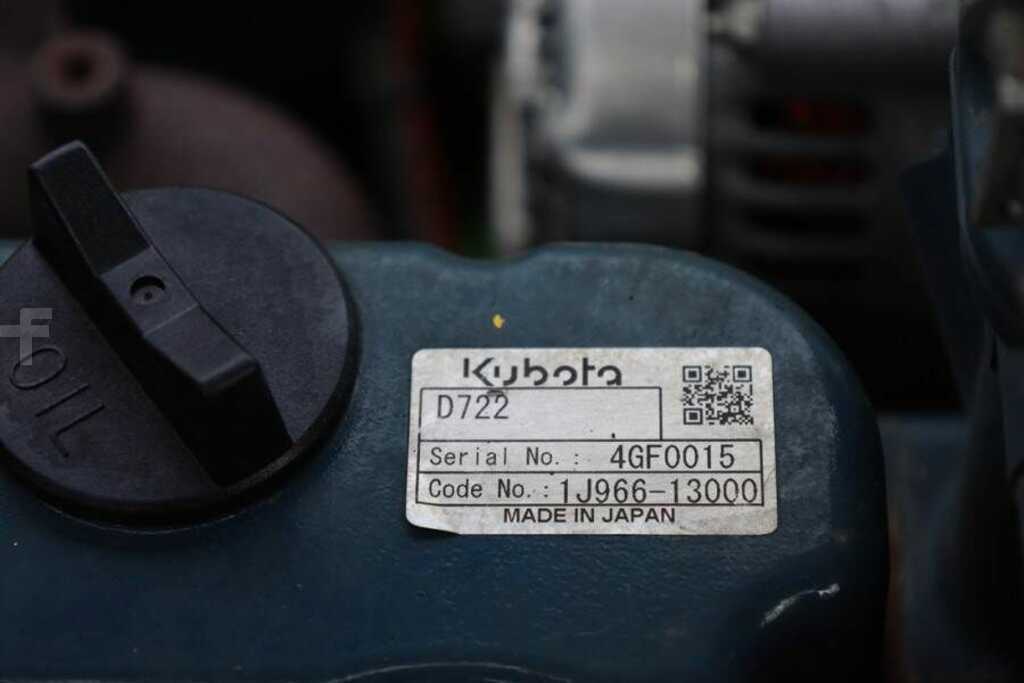 OIL
Kubota
D722
Serial No.: 4GF0015
Code No.: 1J966-13000
MADE IN JAPAN
f